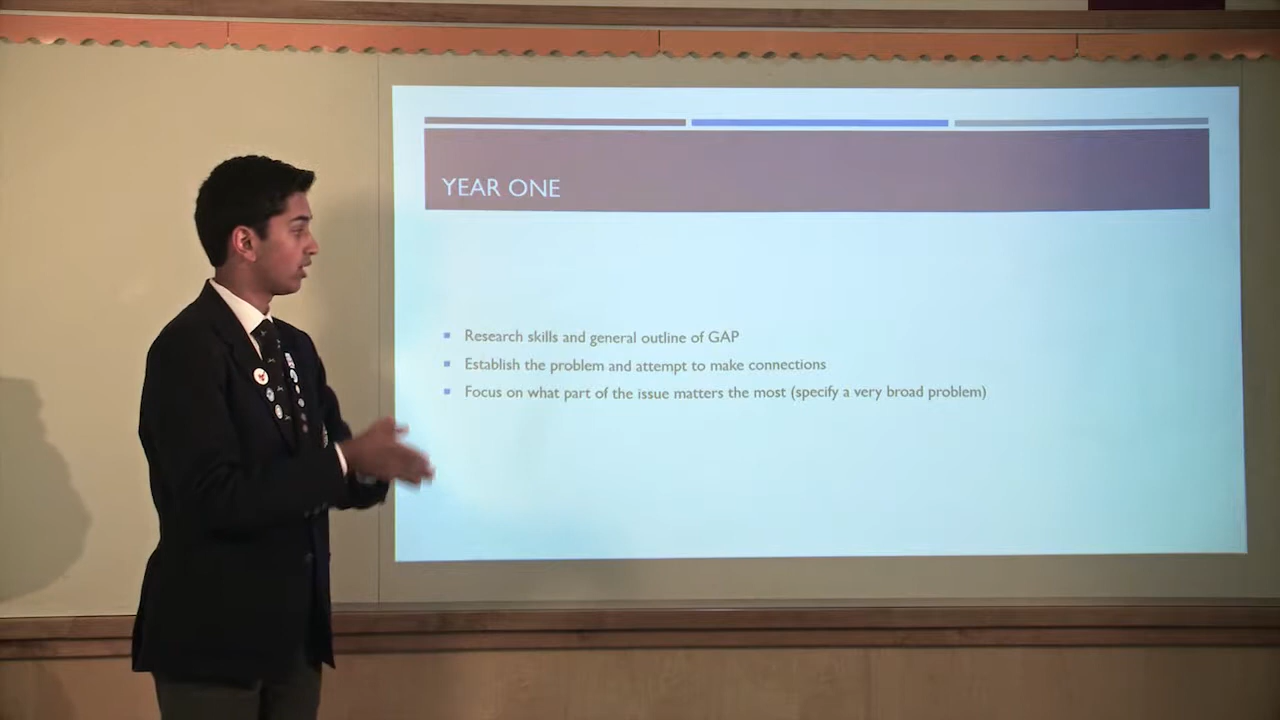 YEAR ONE
Research skills and general outline of GAP
Establish the problem and attempt to make connections
Focus on what part of the issue matters the most (specify a very broad problem)